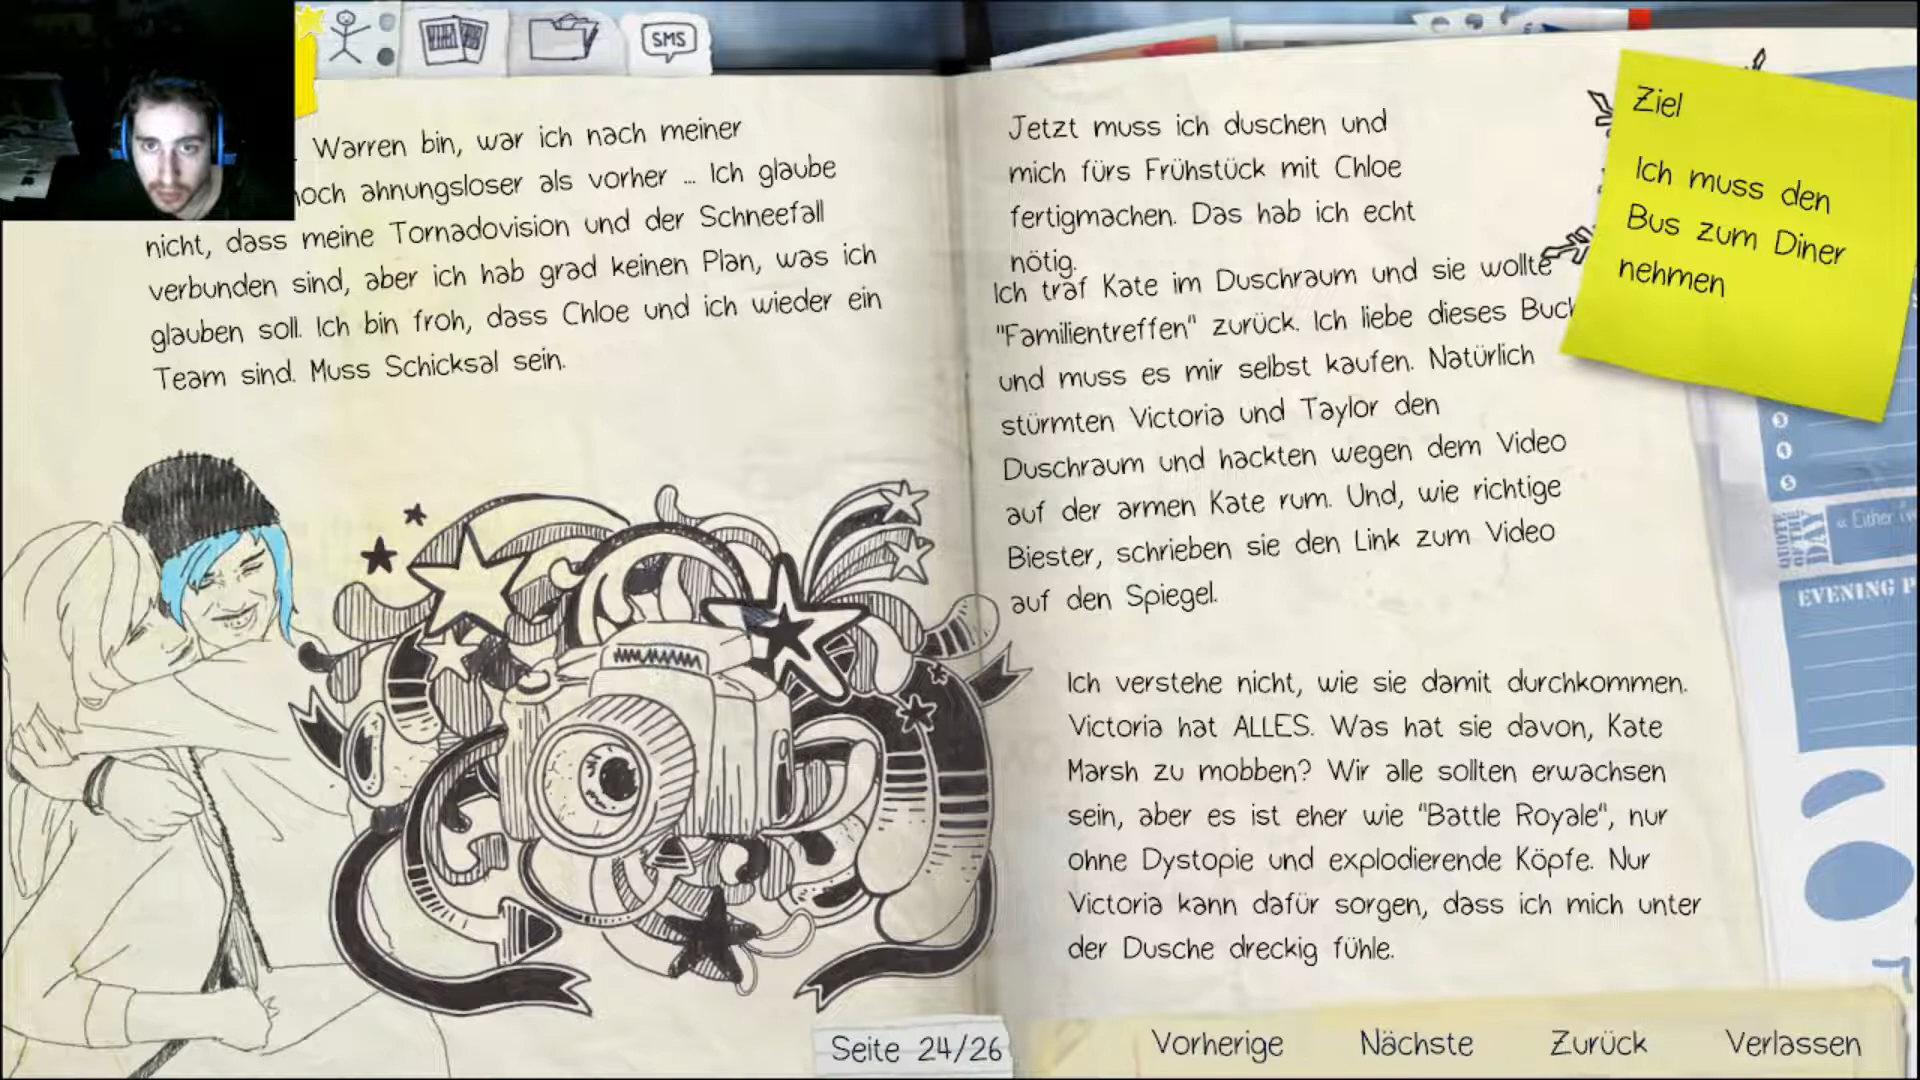 SMS
Warren bin, war ich nach meiner
noch ahnungsloser als vorher ... Ich glaube
nicht, dass meine Tornadovision und der Schneefall
verbunden sind, aber ich hab grad keinen Plan, was ich
glauben soll. Ich bin froh, dass Chloe und ich wieder ein
Team sind. Muss Schicksal sein.
Jetzt muss ich duschen und
mich fürs Frühstück mit Chloe
fertigmachen. Das hab ich echt
nötig.
Ich traf Kate im Duschraum und sie wollte
"Familientreffen" zurück. Ich liebe dieses Buch
und muss es mir selbst kaufen. Natürlich
stürmten Victoria und Taylor den
Duschraum und hackten wegen dem Video
auf der armen Kate rum. Und, wie richtige
Biester, schrieben sie den Link zum Video
auf den Spiegel.
Ich verstehe nicht, wie sie damit durchkommen.
Victoria hat ALLES. Was hat sie davon, Kate
Marsh zu mobben? Wir alle sollten erwachsen
sein, aber es ist eher wie "Battle Royale", nur
ohne Dystopie und explodierende Köpfe. Nur
Victoria kann dafür sorgen, dass ich mich unter
der Dusche dreckig fühle.
Ziel
Ich muss den
Bus zum Diner
nehmen
3
4
5
QUOTE OF THE DAY
« Either
EVENING P
Seite 24/26
Vorherige
Nächste
Zurück
Verlassen